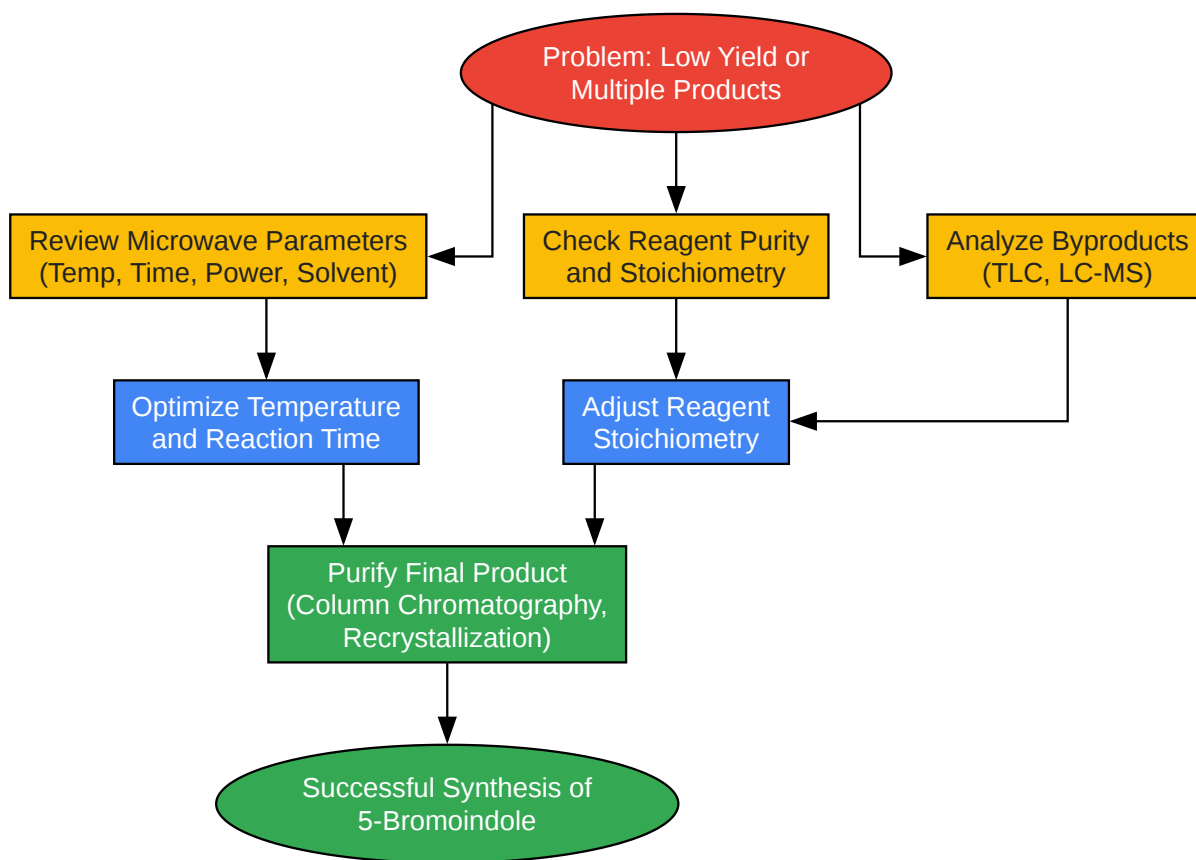 Problem: Low Yield or
Multiple Products
Review Microwave Parameters
(Temp, Time, Power, Solvent)
Check Reagent Purity
and Stoichiometry
Analyze Byproducts
(TLC, LC-MS)
Optimize Temperature
and Reaction Time
Adjust Reagent
Stoichiometry
Purify Final Product
(Column Chromatography,
Recrystallization)
Successful Synthesis of
5-Bromoindole